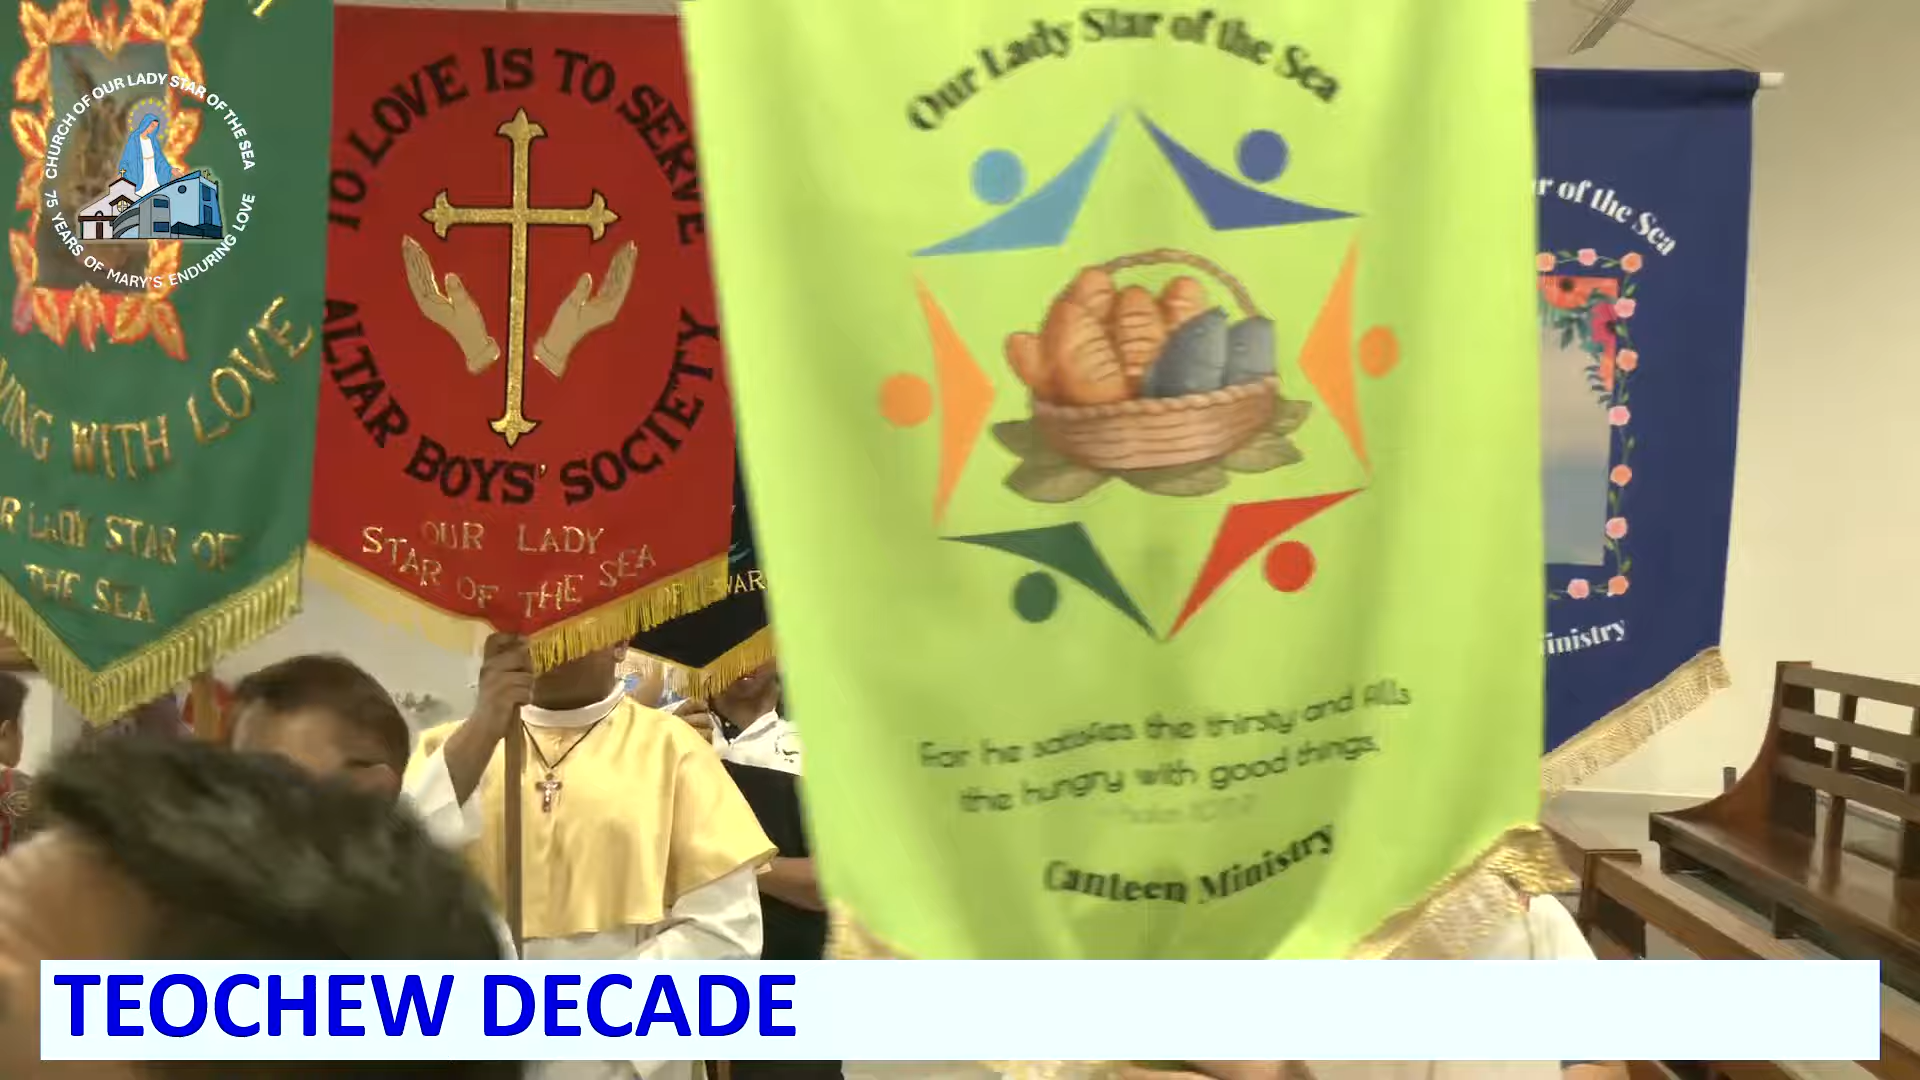 CHURCH OF OUR LADY STAR OF THE SEA
75 YEARS OF MARY'S ENDURING LOVE
WITH LOVE
LADY STAR OF
THE SEA
TO LOVE IS TO SERVE
ALTAR BOYS' SOCIETY
OUR LADY
STAR OF THE SEA
Our Lady Star of the Sea
For he satisfies the thirsty and fills
the hungry with good things.
Canteen Ministry
of the Sea
TEOCHEW DECADE